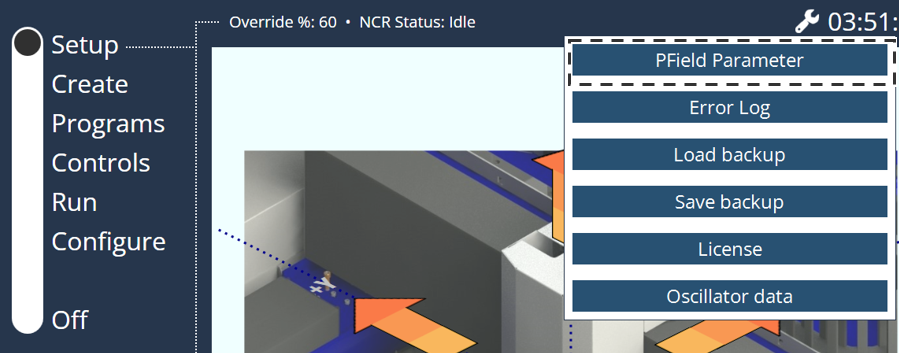 Override %: 60 • NCR Status: Idle
03:51:
Setup
Create
Programs
Controls
Run
Configure
Off
PField Parameter
Error Log
Load backup
Save backup
License
Oscillator data